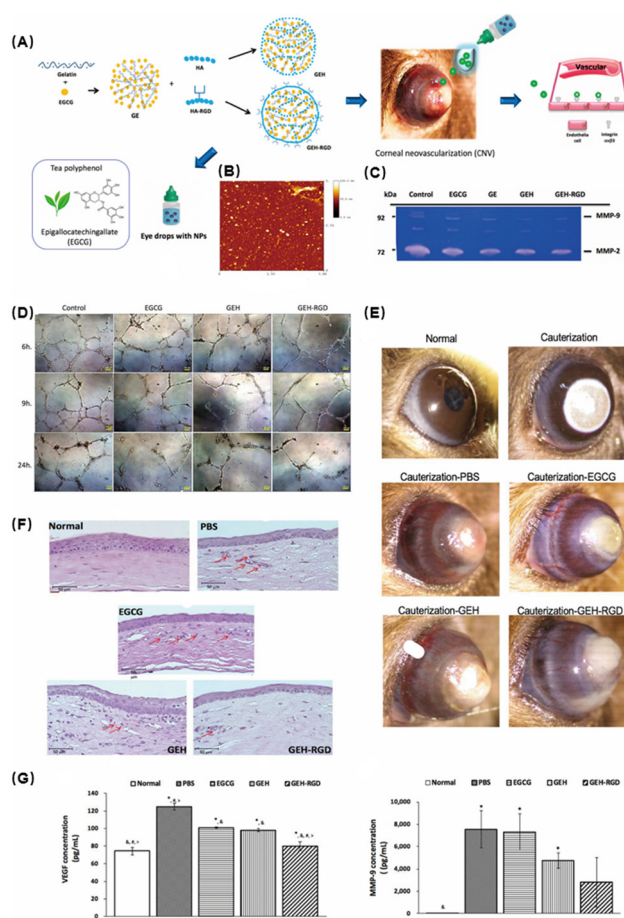 (A)
Gelatin
+
EGCG
GE
+
HA
HA-RGD
GEH
GEH-RGD
Corneal neovascularization (CNV)
Vascular
Endothelia
cell
Integrin
Tea polyphenol
Epigallocatechingallate
(EGCG)
Eye drops with NPs
(B)
0
(C)
kDa
Control
EGCG
GE
GEH
GEH-RGD
92
MMP-9
72
MMP-2
(D)
Control
EGCG
GEH
GEH-RGD
6h.
9h.
24h.
(E)
Normal
Cauterization
Cauterization-PBS
Cauterization-EGCG
Cauterization-GEH
Cauterization-GEH-RGD
(F)
Normal
PBS
50 μm
EGCG
μm
GEH
GEH-RGD
(G)
Normal
PBS
EGCG
GEH
GEH-RGD
VEGF concentration
(pg/mL)
140
120
100
80
60
40
20
0
&, #, >
*, #, >
*, &
*, &
*, &, #, >
Normal
PBS
EGCG
GEH
GEH-RGD
MMP-9 concentration
(pg/mL)
10,000
8,000
6,000
4,000
2,000
0
&
*
*
*